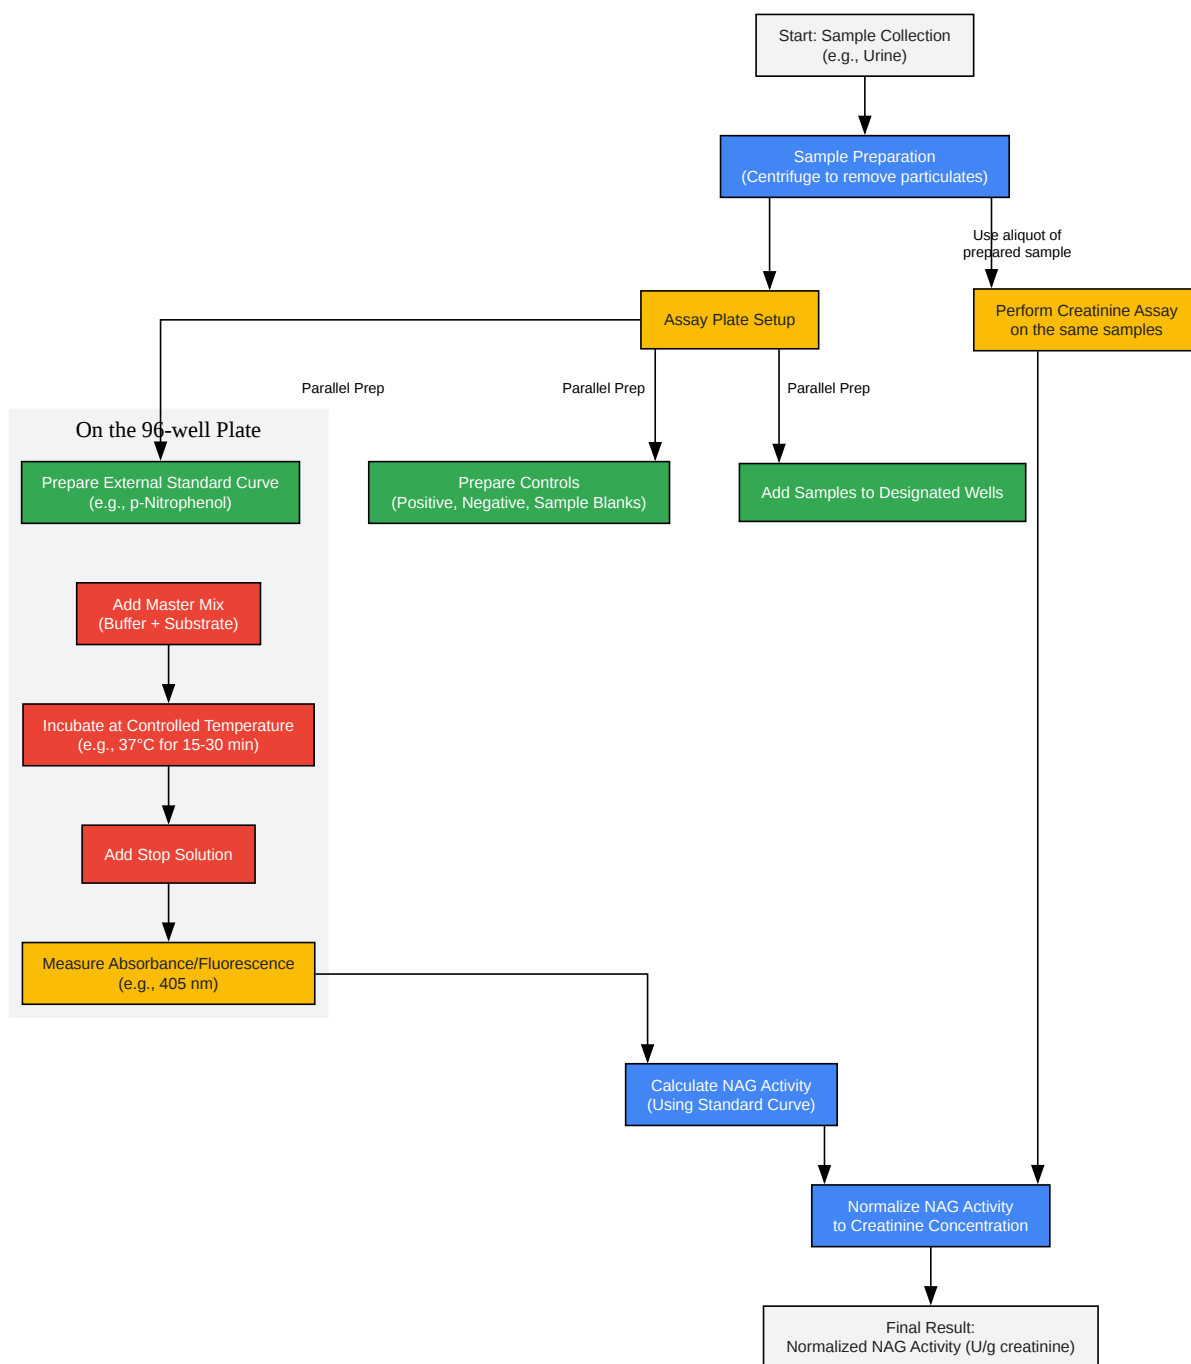 Start: Sample Collection
(e.g., Urine)
Sample Preparation
(Centrifuge to remove particulates)
Use aliquot of
prepared sample
Assay Plate Setup
Perform Creatinine Assay
on the same samples
Parallel Prep
Parallel Prep
Parallel Prep
On the 96-well Plate
Prepare External Standard Curve
(e.g., p-Nitrophenol)
Prepare Controls
(Positive, Negative, Sample Blanks)
Add Samples to Designated Wells
Add Master Mix
(Buffer + Substrate)
Incubate at Controlled Temperature
(e.g., 37°C for 15-30 min)
Add Stop Solution
Measure Absorbance/Fluorescence
(e.g., 405 nm)
Calculate NAG Activity
(Using Standard Curve)
Normalize NAG Activity
to Creatinine Concentration
Final Result:
Normalized NAG Activity (U/g creatinine)